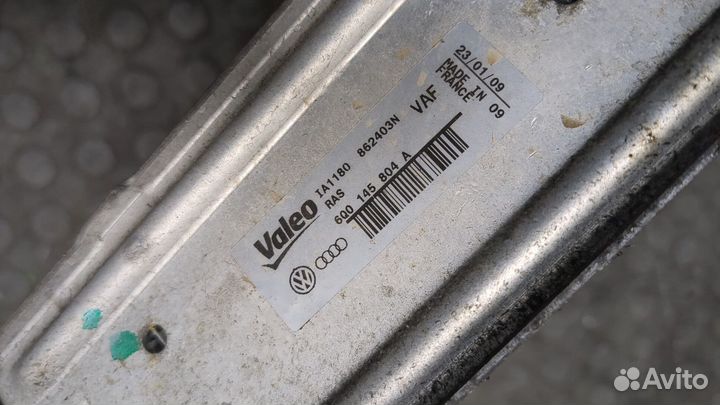 Valeo
IA1180 862403N
RAS VAF
6Q0 145 804 A
23/01/09
MADE IN 09
FRANCE
Avito